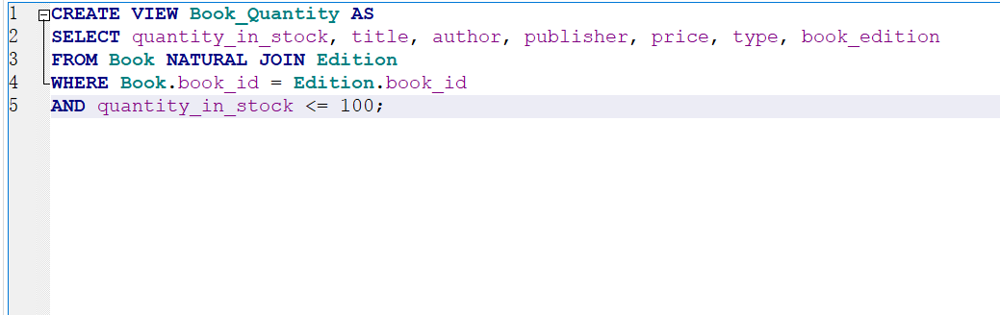 1 CREATE VIEW Book_Quantity AS
2 SELECT quantity_in_stock, title, author, publisher, price, type, book_edition
3 FROM Book NATURAL JOIN Edition
4 WHERE Book.book_id = Edition.book_id
5 AND quantity_in_stock <= 100;